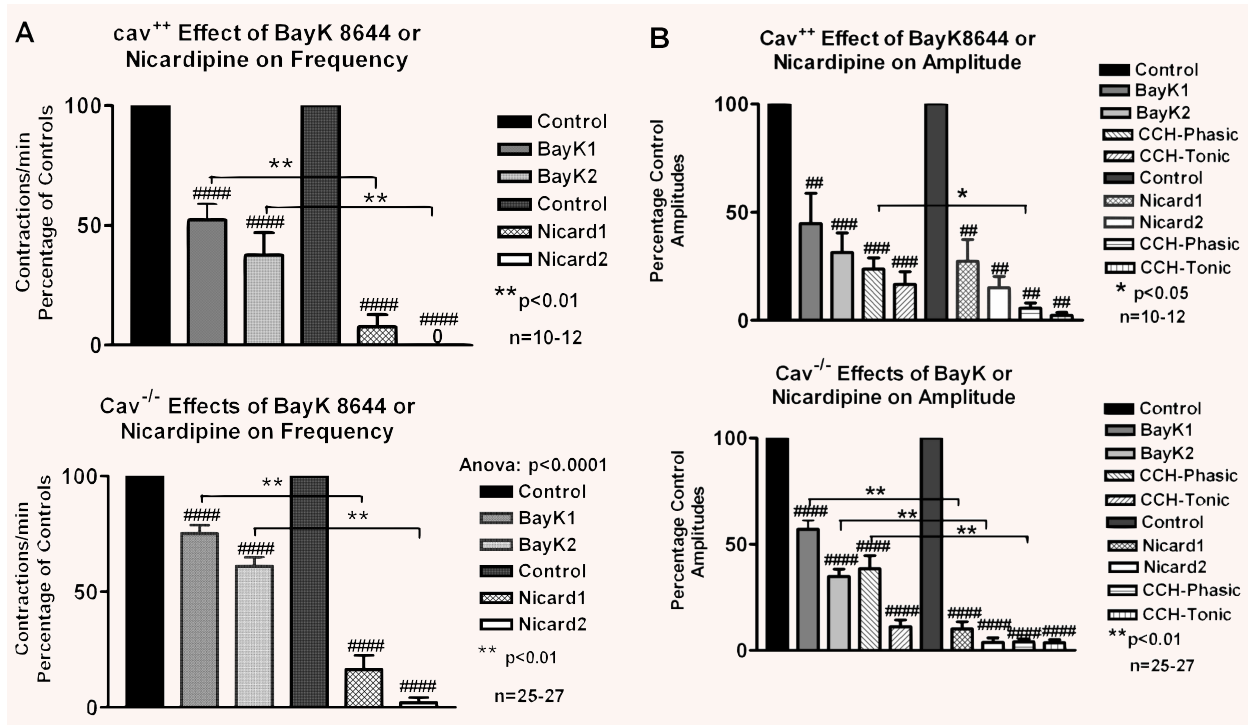 A
cav++ Effect of BayK 8644 or
Nicardipine on Frequency
Contractions/min
Percentage of Controls
100
50
0
####
####
**
**
####
####
0
Control
BayK1
BayK2
Control
Nicard1
Nicard2
**p<0.01
n=10-12
Cav-/- Effects of BayK 8644 or
Nicardipine on Frequency
Contractions/min
Percentage of Controls
100
50
0
####
####
**
**
####
####
Anova: p<0.0001
Control
BayK1
BayK2
Control
Nicard1
Nicard2
** p<0.01
n=25-27
B
Cav++ Effect of BayK8644 or
Nicardipine on Amplitude
Percentage Control
Amplitudes
100
50
0
##
###
###
###
*
##
##
##
##
Control
BayK1
BayK2
CCH-Phasic
CCH-Tonic
Control
Nicard1
Nicard2
CCH-Phasic
CCH-Tonic
* p<0.05
n=10-12
Cav-/- Effects of BayK or
Nicardipine on Amplitude
Percentage Control
Amplitudes
100
50
0
####
####
####
####
**
**
**
####
####
####
####
Control
BayK1
BayK2
CCH-Phasic
CCH-Tonic
Control
Nicard1
Nicard2
CCH-Phasic
CCH-Tonic
**p<0.01
n=25-27